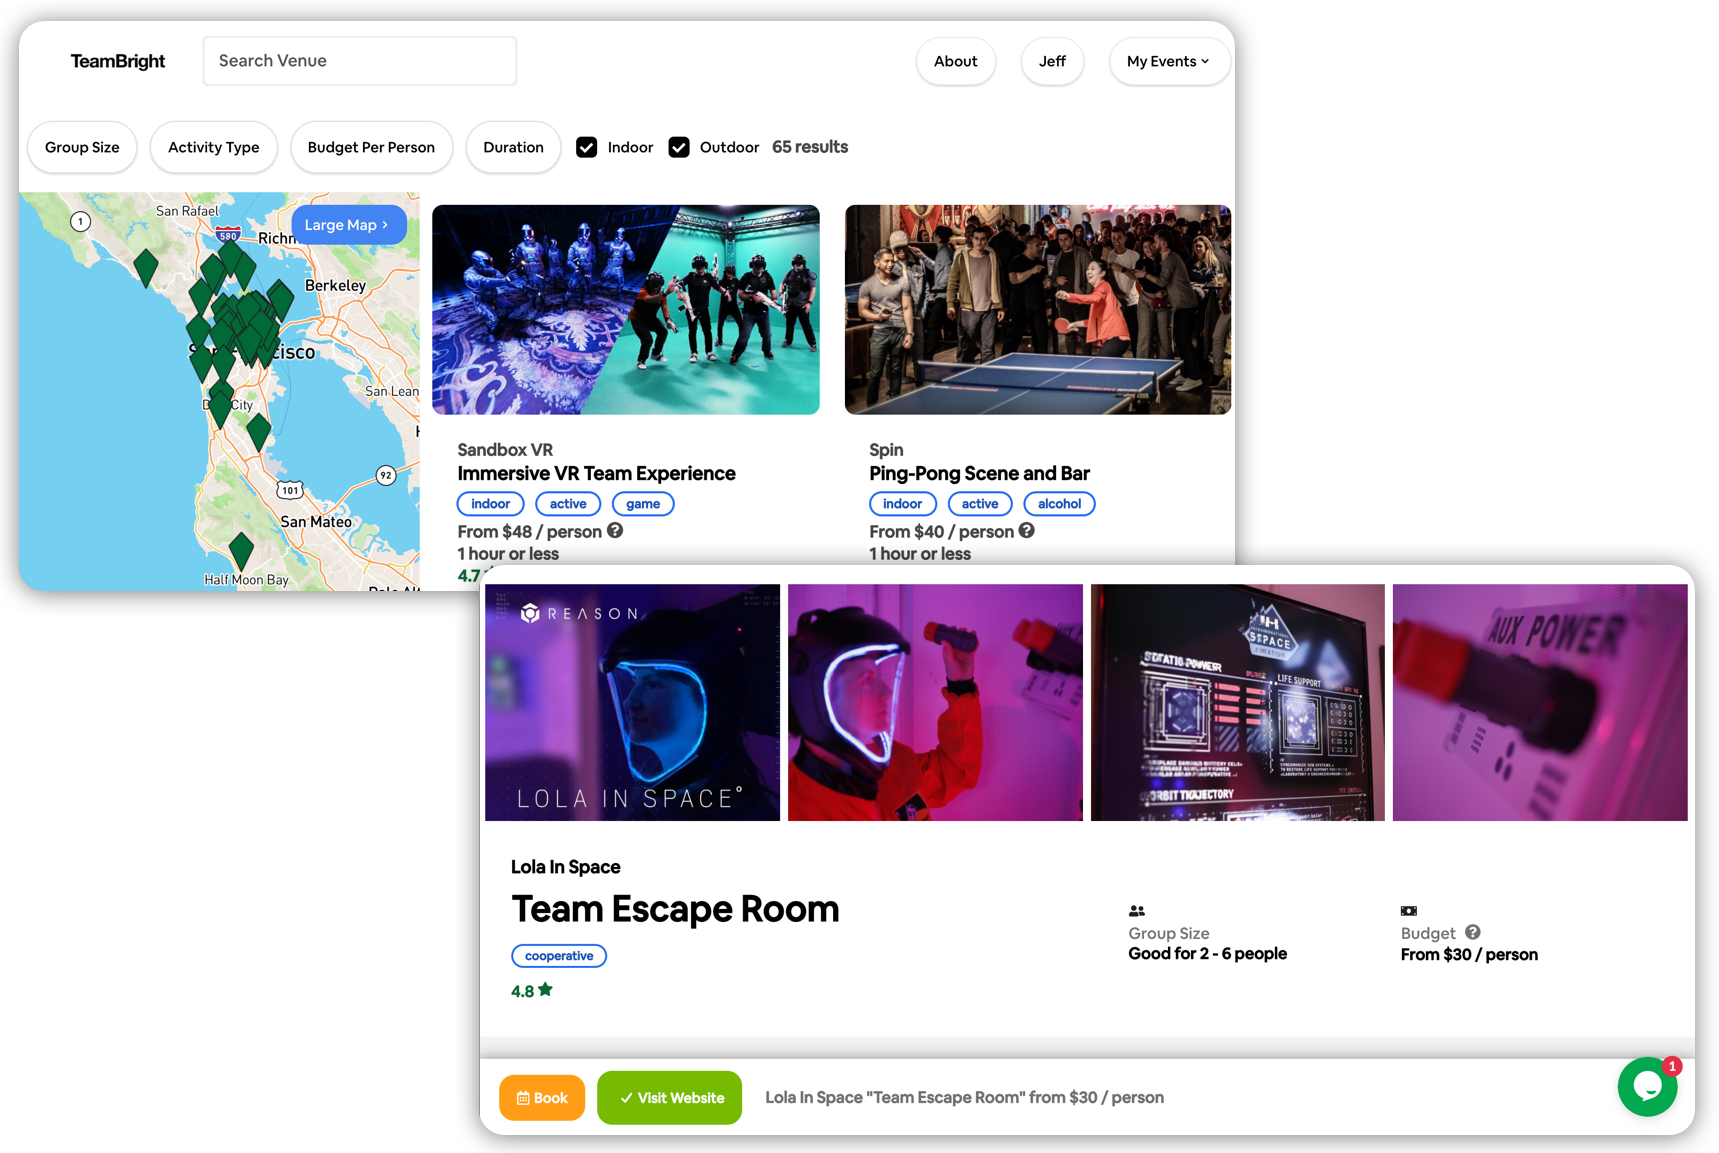 TeamBright
Search Venue
About
Jeff
My Events
Group Size
Activity Type
Budget Per Person
Duration
Indoor
Outdoor
65 results
San Rafael
1
Large Map >
580
Berkeley
City
92
101
San Mateo
Half Moon Bay
Sandbox VR
Immersive VR Team Experience
indoor
active
game
From $48 / person ?
1 hour or less
4.7
Spin
Ping-Pong Scene and Bar
indoor
active
alcohol
From $40 / person ?
1 hour or less
REASON
LOLA IN SPACE
SPACE
STATIC POWER
LIFE SUPPORT
ORBIT TRAJECTORY
AUX POWER
Lola In Space
Team Escape Room
cooperative
4.8
Group Size
Good for 2 - 6 people
Budget ?
From $30 / person
Book
Visit Website
Lola In Space "Team Escape Room" from $30 / person
1